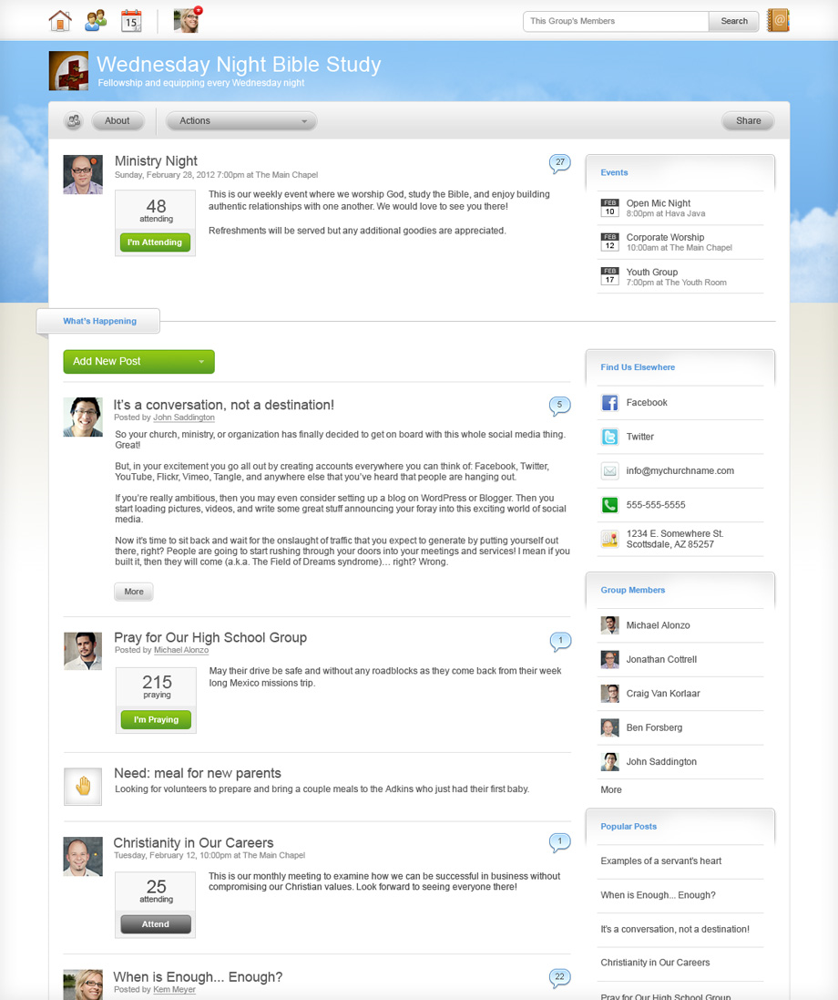 15
This Group's Members
Search
@
Wednesday Night Bible Study
Fellowship and equipping every Wednesday night
About
Actions
Share
Ministry Night
27
Sunday, February 28, 2012 7:00pm at The Main Chapel
48
attending
I'm Attending
This is our weekly event where we worship God, study the Bible, and enjoy building
authentic relationships with one another. We would love to see you there!
Refreshments will be served but any additional goodies are appreciated.
Events
FEB
10
Open Mic Night
8:00pm at Hava Java
FEB
12
Corporate Worship
10:00am at The Main Chapel
FEB
17
Youth Group
7:00pm at The Youth Room
What's Happening
Add New Post
It's a conversation, not a destination!
5
Posted by John Saddington
So your church, ministry, or organization has finally decided to get on board with this whole social media thing.
Great!
But, in your excitement you go all out by creating accounts everywhere you can think of: Facebook, Twitter,
YouTube, Flickr, Vimeo, Tangle, and anywhere else that you've heard that people are hanging out.
If you're really ambitious, then you may even consider setting up a blog on WordPress or Blogger. Then you
start loading pictures, videos, and write some great stuff announcing your foray into this exciting world of social
media.
Now it's time to sit back and wait for the onslaught of traffic that you expect to generate by putting yourself out
there, right? People are going to start rushing through your doors into your meetings and services! I mean if you
built it, then they will come (a.k.a. The Field of Dreams syndrome)… right? Wrong.
More
Pray for Our High School Group
1
Posted by Michael Alonzo
215
praying
I'm Praying
May their drive be safe and without any roadblocks as they come back from their week
long Mexico missions trip.
Need: meal for new parents
Looking for volunteers to prepare and bring a couple meals to the Adkins who just had their first baby.
Christianity in Our Careers
1
Tuesday, February 12, 10:00pm at The Main Chapel
25
attending
Attend
This is our monthly meeting to examine how we can be successful in business without
compromising our Christian values. Look forward to seeing everyone there!
When is Enough... Enough?
22
Posted by Kem Meyer
Find Us Elsewhere
Facebook
Twitter
info@mychurchname.com
555-555-5555
1234 E. Somewhere St.
Scottsdale, AZ 85257
Group Members
Michael Alonzo
Jonathan Cottrell
Craig Van Korlaar
Ben Forsberg
John Saddington
More
Popular Posts
Examples of a servant's heart
When is Enough... Enough?
It's a conversation, not a destination!
Christianity in Our Careers
Pray for Our High School Group